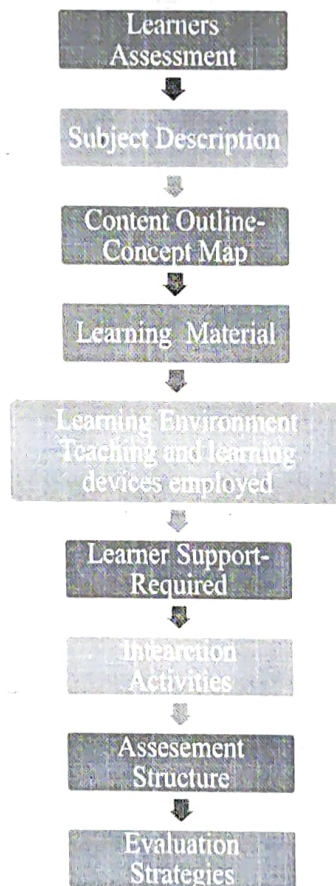 Learners
Assessment
Subject Description
Content Outline-
Concept Map
Learning Material
Learning Environment
Teaching and learning
devices employed
Learner Support-
Required
Intearction
Activities
Assesement
Structure
Evaluation
Strategies